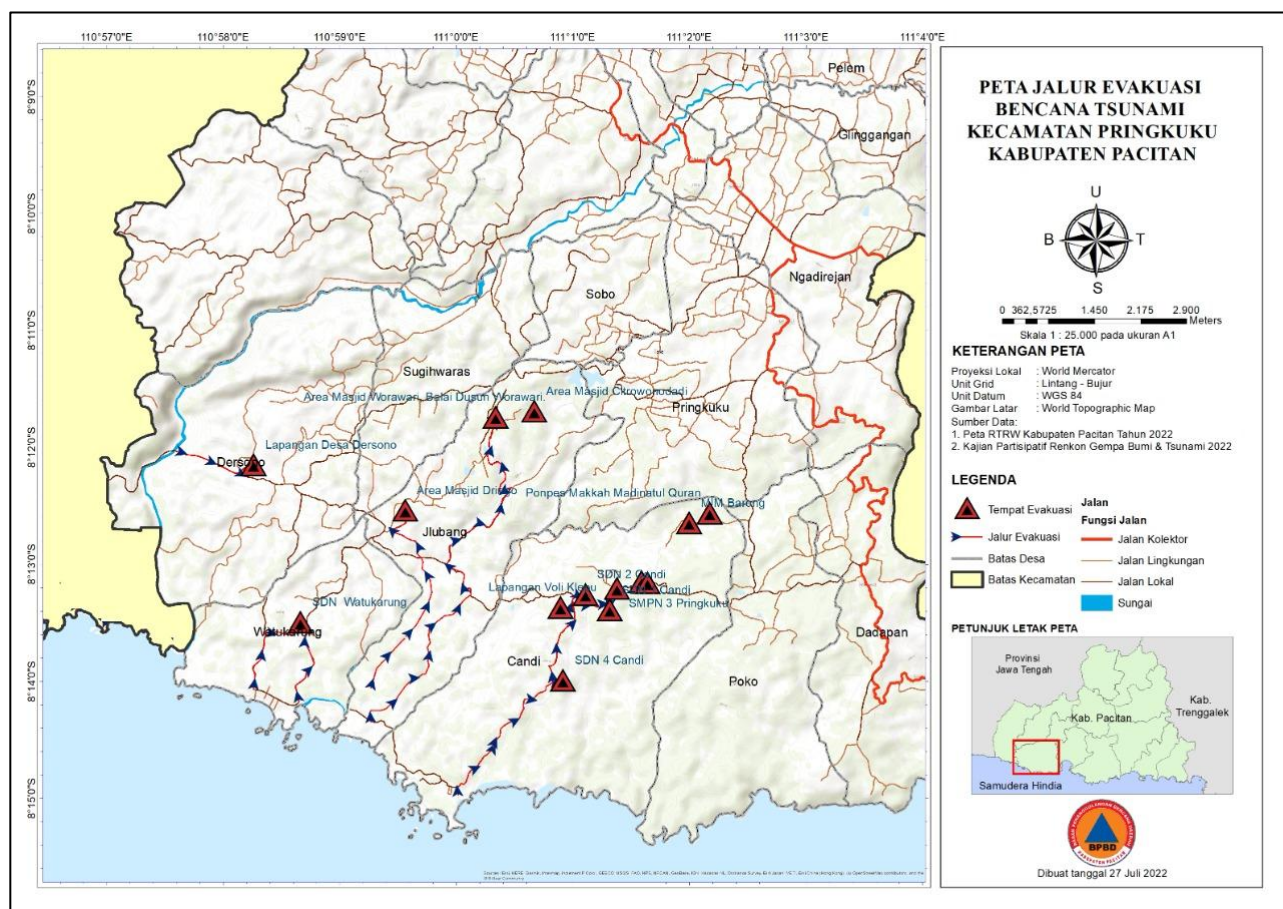 110°57'0"E 110°58'0"E 110°59'0"E 111°0'0"E 111°1'0"E 111°2'0"E 111°3'0"E 111°4'0"E
8°9'0"S
8°10'0"S
8°11'0"S
8°12'0"S
8°13'0"S
8°14'0"S
8°15'0"S
Pelem
Glinggangan
Ngadirejan
Sobo
Sugihwaras
Area Masjid Worawari, Balai Dusun Worawari.
Area Masjid Ckrowonodadi
Pringkuku
Lapangan Desa Dersono
Dersono
Area Masjid Driejo
Ponpes Makkah Madinatul Quran
MIM Barang
Jlubang
SDN 2 Candi
Lapangan Voli Klepu
Candi
SMPN 3 Pringkuku
SDN Watukarung
Watukarung
Dadapan
Candi
SDN 4 Candi
Poko
PETA JALUR EVAKUASI
BENCANA TSUNAMI
KECAMATAN PRINGKUKU
KABUPATEN PACITAN
U
B T
S
0 362,5725 1.450 2.175 2.900
Meters
Skala 1 : 25.000 pada ukuran A1
KETERANGAN PETA
Proyeksi Lokal : World Mercator
Unit Grid : Lintang - Bujur
Unit Datum : WGS 84
Gambar Latar : World Topographic Map
Sumber Data:
1. Peta RTRW Kabupaten Pacitan Tahun 2022
2. Kajian Partisipatif Renkon Gempa Bumi & Tsunami 2022
LEGENDA
Tempat Evakuasi
Jalur Evakuasi
Batas Desa
Batas Kecamatan
Jalan
Fungsi Jalan
Jalan Kolektor
Jalan Lingkungan
Jalan Lokal
Sungai
PETUNJUK LETAK PETA
Provinsi
Jawa Tengah
Kab.
Trenggalek
Kab. Pacitan
Samudera Hindia
BPBD
KABUPATEN PACITAN
Dibuat tanggal 27 Juli 2022